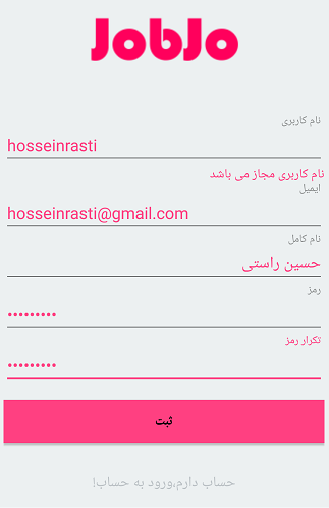 JobJo
نام کاربری
hosseinrasti
نام کاربری مجاز می باشد
ایمیل
hosseinrasti@gmail.com
نام کامل
حسین راستی
رمز
•••••••••
تکرار رمز
•••••••••
ثبت
حساب دارم،ورود به حساب!